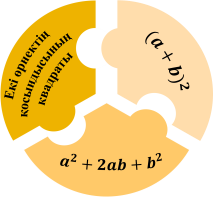 Екі өрнектің
қосындысының
квадраты
(a + b)²
a² + 2ab + b²